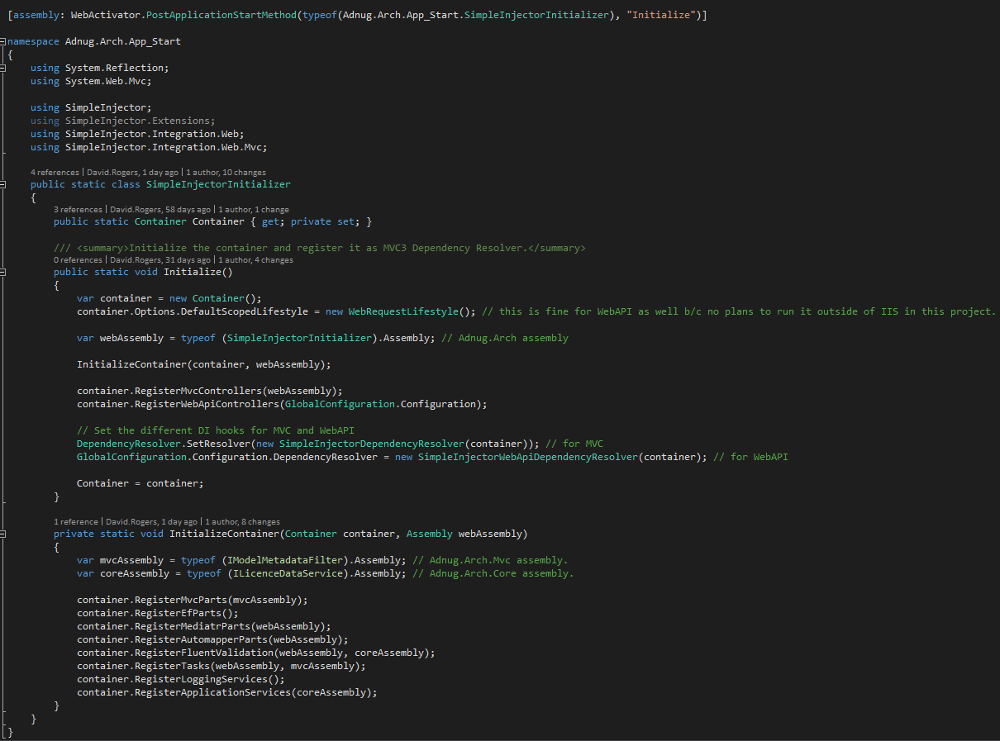 [assembly: WebActivator.PostApplicationStartMethod(typeof(Adnug.Arch.App_Start.SimpleInjectorInitializer), "Initialize")]
namespace Adnug.Arch.App_Start
{
using System.Reflection;
using System.Web.Mvc;
using SimpleInjector;
using SimpleInjector.Extensions;
using SimpleInjector.Integration.Web;
using SimpleInjector.Integration.Web.Mvc;
4 references | David.Rogers, 1 day ago | 1 author, 10 changes
public static class SimpleInjectorInitializer
{
3 references | David.Rogers, 58 days ago | 1 author, 1 change
public static Container Container { get; private set; }
/// <summary>Initialize the container and register it as MVC3 Dependency Resolver.</summary>
0 references | David.Rogers, 31 days ago | 1 author, 4 changes
public static void Initialize()
{
var container = new Container();
container.Options.DefaultScopedLifestyle = new WebRequestLifestyle(); // this is fine for WebAPI as well b/c no plans to run it outside of IIS in this project.
var webAssembly = typeof (SimpleInjectorInitializer).Assembly; // Adnug.Arch assembly
InitializeContainer(container, webAssembly);
container.RegisterMvcControllers(webAssembly);
container.RegisterWebApiControllers(GlobalConfiguration.Configuration);
// Set the different DI hooks for MVC and WebAPI
DependencyResolver.SetResolver(new SimpleInjectorDependencyResolver(container)); // for MVC
GlobalConfiguration.Configuration.DependencyResolver = new SimpleInjectorWebApiDependencyResolver(container); // for WebAPI
Container = container;
}
1 reference | David.Rogers, 1 day ago | 1 author, 8 changes
private static void InitializeContainer(Container container, Assembly webAssembly)
{
var mvcAssembly = typeof (IModelMetadataFilter).Assembly; // Adnug.Arch.Mvc assembly.
var coreAssembly = typeof (ILicenceDataService).Assembly; // Adnug.Arch.Core assembly.
container.RegisterMvcParts(mvcAssembly);
container.RegisterEfParts();
container.RegisterMediatrParts(webAssembly);
container.RegisterAutomapperParts(webAssembly);
container.RegisterFluentValidation(webAssembly, coreAssembly);
container.RegisterTasks(webAssembly, mvcAssembly);
container.RegisterLoggingServices();
container.RegisterApplicationServices(coreAssembly);
}
}
}